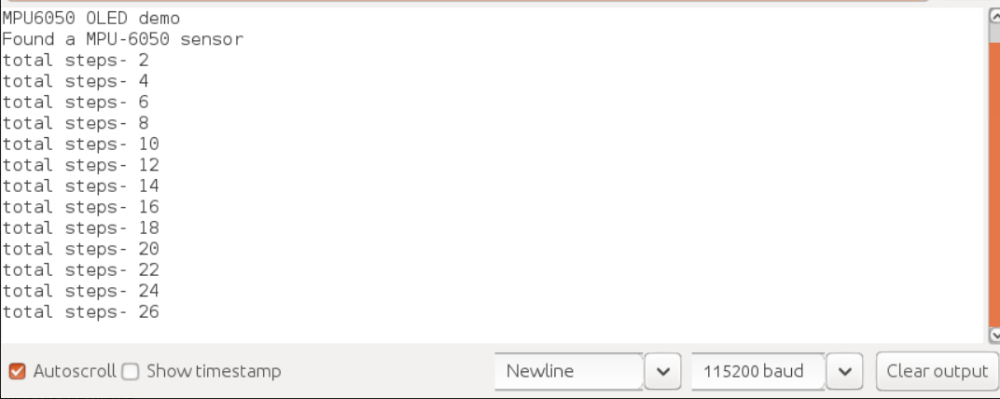 MPU6050 OLED demo
Found a MPU-6050 sensor
total steps- 2
total steps- 4
total steps- 6
total steps- 8
total steps- 10
total steps- 12
total steps- 14
total steps- 16
total steps- 18
total steps- 20
total steps- 22
total steps- 24
total steps- 26
Autoscroll Show timestamp Newline 115200 baud Clear output